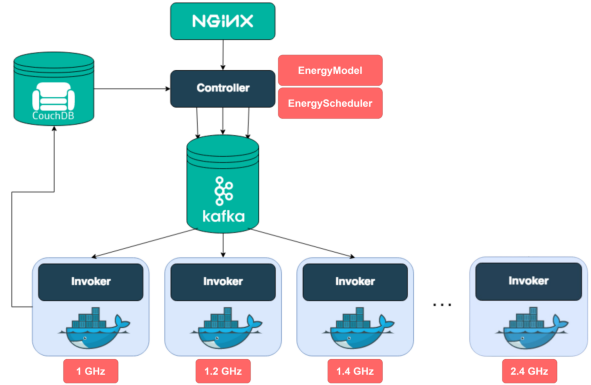 NGINX
EnergyModel
Controller
EnergyScheduler
CouchDB
kafka
Invoker
Invoker
Invoker
Invoker
...
1 GHz
1.2 GHz
1.4 GHz
2.4 GHz